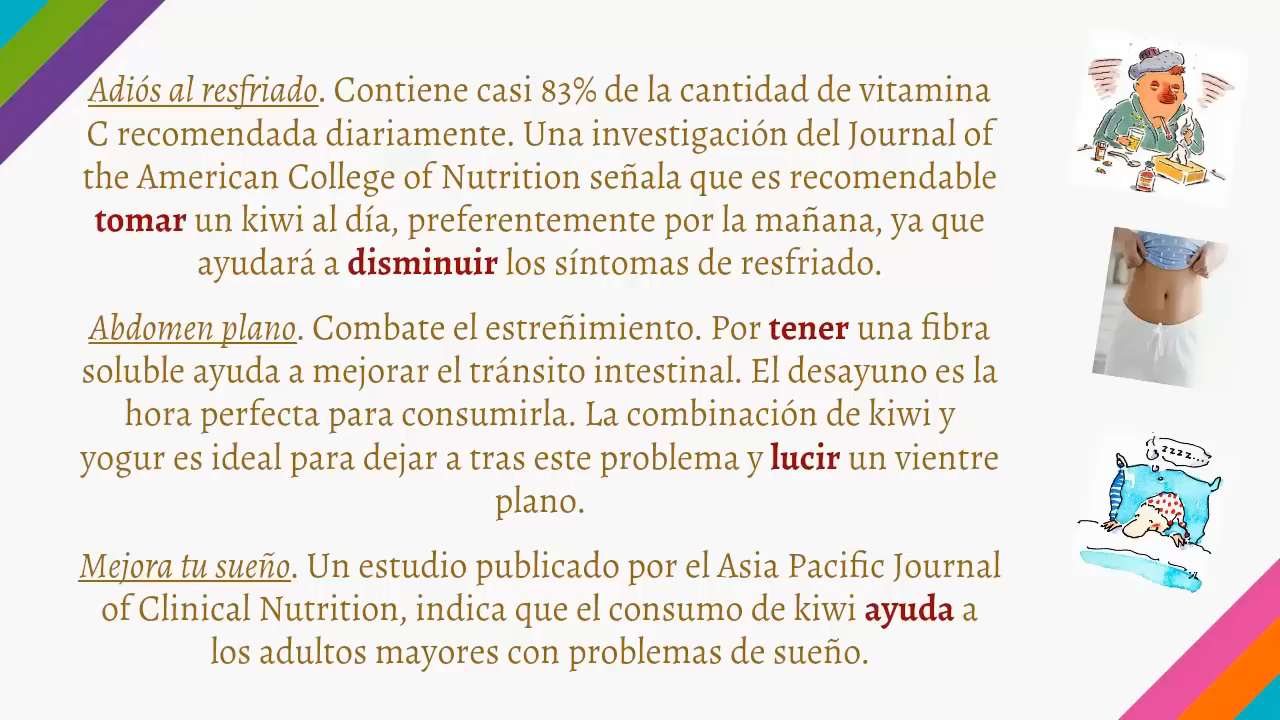 Adiós al resfriado. Contiene casi 83% de la cantidad de vitamina
C recomendada diariamente. Una investigación del Journal of
the American College of Nutrition señala que es recomendable
tomar un kiwi al día, preferentemente por la mañana, ya que
ayudará a disminuir los síntomas de resfriado.
Abdomen plano. Combate el estreñimiento. Por tener una fibra
soluble ayuda a mejorar el tránsito intestinal. El desayuno es la
hora perfecta para consumirla. La combinación de kiwi y
yogur es ideal para dejar a tras este problema y lucir un vientre
plano.
zzzz...
Mejora tu sueño. Un estudio publicado por el Asia Pacific Journal
of Clinical Nutrition, indica que el consumo de kiwi ayuda a
los adultos mayores con problemas de sueño.